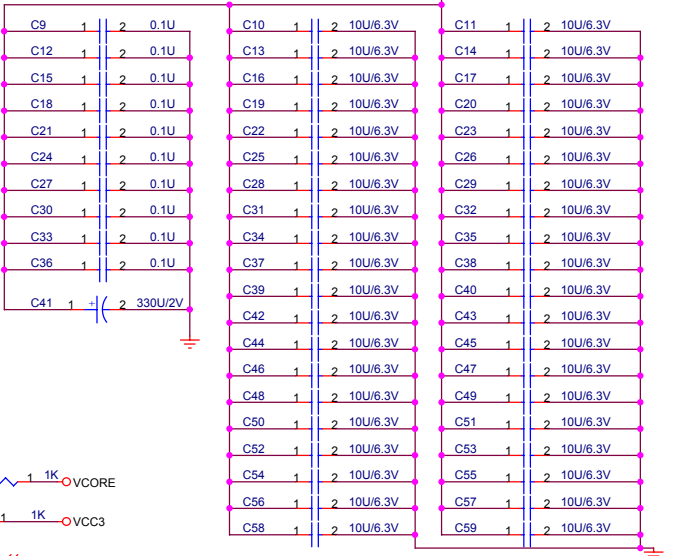 C9 1 2 0.1U C10 1 2 10U/6.3V C11 1 2 10U/6.3V
C12 1 2 0.1U C13 1 2 10U/6.3V C14 1 2 10U/6.3V
C15 1 2 0.1U C16 1 2 10U/6.3V C17 1 2 10U/6.3V
C18 1 2 0.1U C19 1 2 10U/6.3V C20 1 2 10U/6.3V
C21 1 2 0.1U C22 1 2 10U/6.3V C23 1 2 10U/6.3V
C24 1 2 0.1U C25 1 2 10U/6.3V C26 1 2 10U/6.3V
C27 1 2 0.1U C28 1 2 10U/6.3V C29 1 2 10U/6.3V
C30 1 2 0.1U C31 1 2 10U/6.3V C32 1 2 10U/6.3V
C33 1 2 0.1U C34 1 2 10U/6.3V C35 1 2 10U/6.3V
C36 1 2 0.1U C37 1 2 10U/6.3V C38 1 2 10U/6.3V
C39 1 2 10U/6.3V C40 1 2 10U/6.3V
C41 1 + 2 330U/2V C42 1 2 10U/6.3V C43 1 2 10U/6.3V
C44 1 2 10U/6.3V C45 1 2 10U/6.3V
C46 1 2 10U/6.3V C47 1 2 10U/6.3V
C48 1 2 10U/6.3V C49 1 2 10U/6.3V
C50 1 2 10U/6.3V C51 1 2 10U/6.3V
C52 1 2 10U/6.3V C53 1 2 10U/6.3V
1 1K VCORE C54 1 2 10U/6.3V C55 1 2 10U/6.3V
1 1K VCC3 C56 1 2 10U/6.3V C57 1 2 10U/6.3V
C58 1 2 10U/6.3V C59 1 2 10U/6.3V